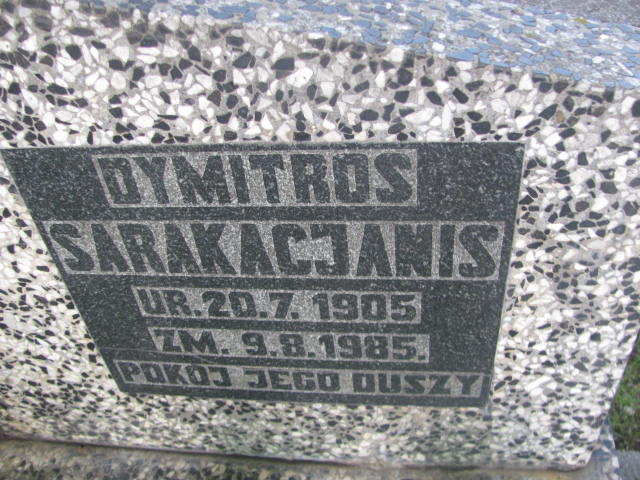 DYMITROS
SARAKACJANIS
UR. 20.7. 1905
ZM. 9.8.1985.
POKÓJ JEGO DUSZY